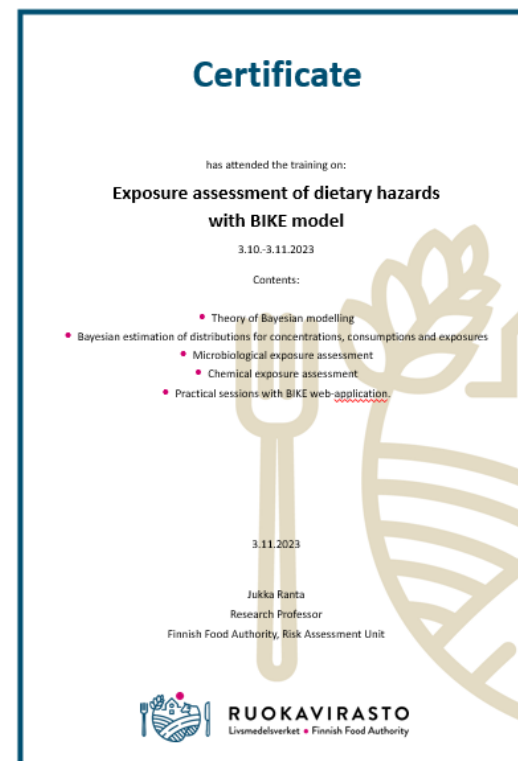 Certificate
has attended the training on:
Exposure assessment of dietary hazards
with BIKE model
3.10.-3.11.2023
Contents:
• Theory of Bayesian modelling
• Bayesian estimation of distributions for concentrations, consumptions and exposures
• Microbiological exposure assessment
• Chemical exposure assessment
• Practical sessions with BIKE web-application.
3.11.2023
Jukka Ranta
Research Professor
Finnish Food Authority, Risk Assessment Unit
RUOKAVIRASTO
Livsmedelsverket • Finnish Food Authority